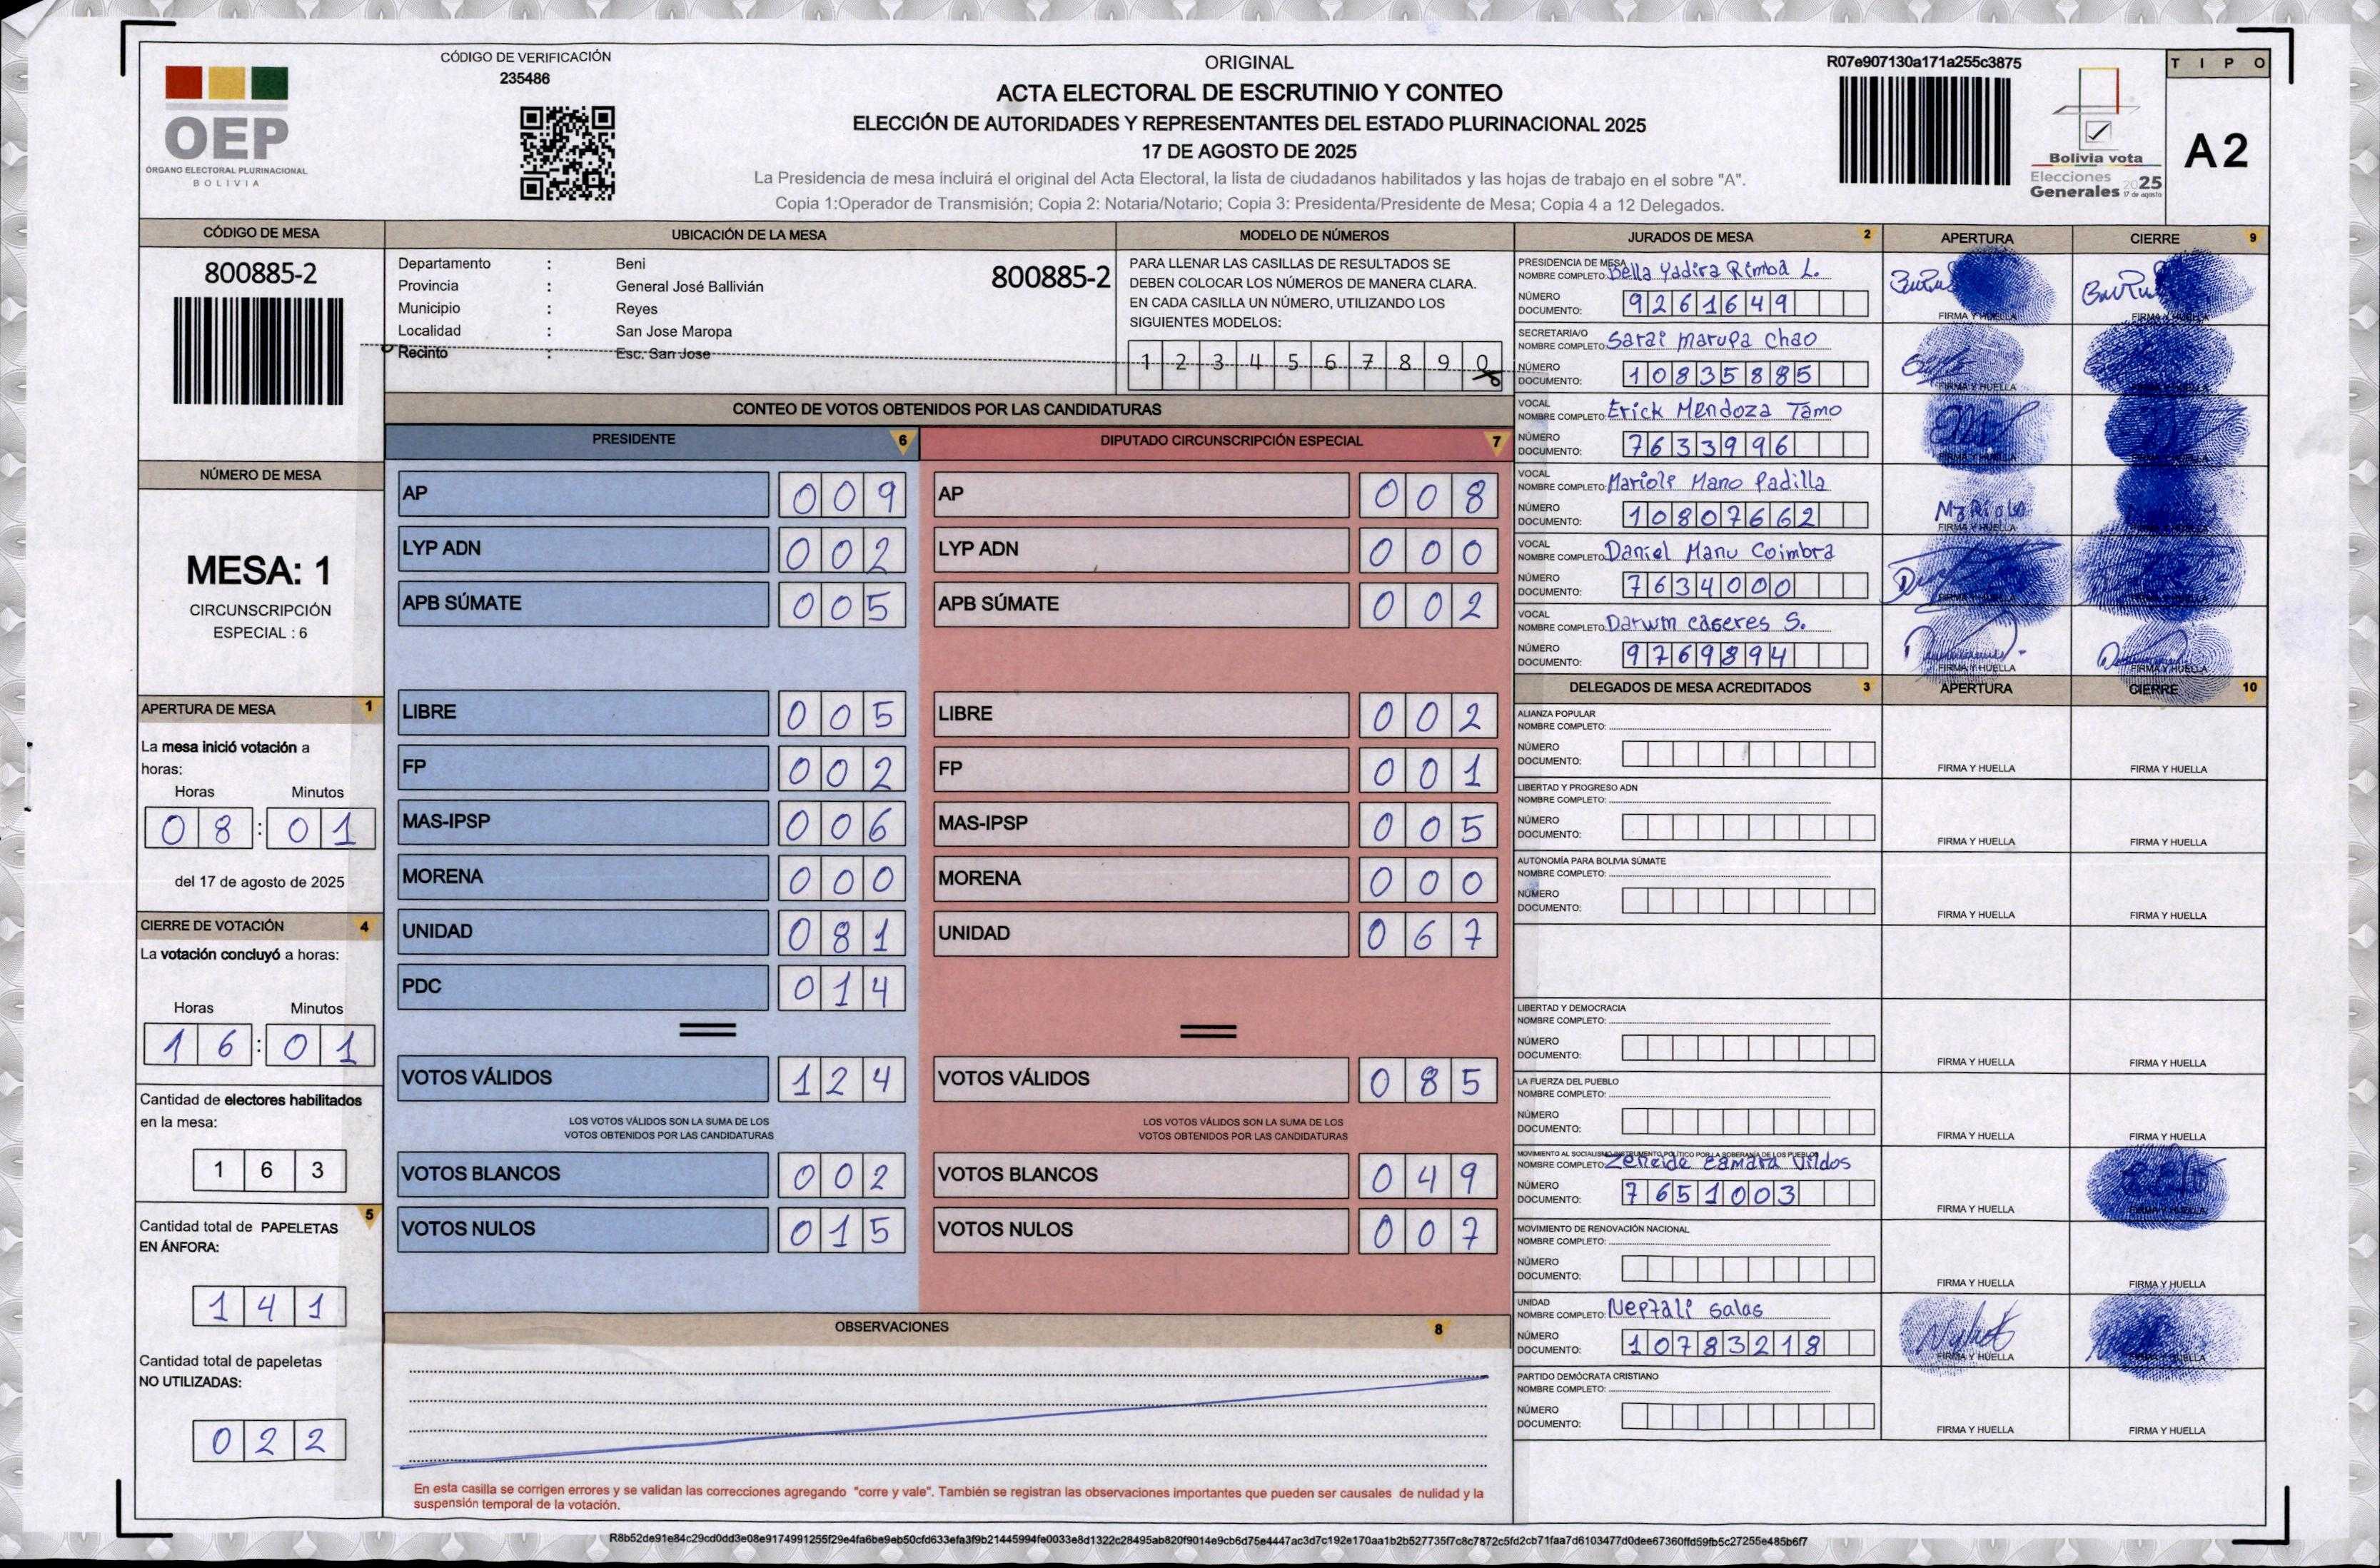 CÓDIGO DE VERIFICACIÓN
235486
OEP
ÓRGANO ELECTORAL PLURINACIONAL
BOLIVIA
ORIGINAL
ACTA ELECTORAL DE ESCRUTINIO Y CONTEO
ELECCIÓN DE AUTORIDADES Y REPRESENTANTES DEL ESTADO PLURINACIONAL 2025
17 DE AGOSTO DE 2025
La Presidencia de mesa incluirá el original del Acta Electoral, la lista de ciudadanos habilitados y las hojas de trabajo en el sobre "A".
Copia 1:Operador de Transmisión; Copia 2: Notaria/Notario; Copia 3: Presidenta/Presidente de Mesa; Copia 4 a 12 Delegados.
R07e907130a171a255c3875
Bolivia vota
Elecciones
Generales 2025
17 de agosto
TIPO
A2
CÓDIGO DE MESA
800885-2
NÚMERO DE MESA
MESA: 1
CIRCUNSCRIPCIÓN
ESPECIAL : 6
APERTURA DE MESA 1
La mesa inició votación a
horas:
Horas Minutos
08 : 01
del 17 de agosto de 2025
CIERRE DE VOTACIÓN 4
La votación concluyó a horas:
Horas Minutos
16 : 01
Cantidad de electores habilitados
en la mesa:
163
5
Cantidad total de PAPELETAS
EN ÁNFORA:
141
Cantidad total de papeletas
NO UTILIZADAS:
022
UBICACIÓN DE LA MESA
Departamento : Beni
800885-2
Provincia : General José Ballivián
Municipio : Reyes
Localidad : San Jose Maropa
Recinto : Esc. San Jose
MODELO DE NÚMEROS
PARA LLENAR LAS CASILLAS DE RESULTADOS SE
DEBEN COLOCAR LOS NÚMEROS DE MANERA CLARA.
EN CADA CASILLA UN NÚMERO, UTILIZANDO LOS
SIGUIENTES MODELOS:
1 2 3 4 5 6 7 8 9 0
CONTEO DE VOTOS OBTENIDOS POR LAS CANDIDATURAS
PRESIDENTE 6
AP 009
LYP ADN 002
APB SÚMATE 005
LIBRE 005
FP 002
MAS-IPSP 006
MORENA 000
UNIDAD 081
PDC 014
VOTOS VÁLIDOS 124
LOS VOTOS VÁLIDOS SON LA SUMA DE LOS
VOTOS OBTENIDOS POR LAS CANDIDATURAS
VOTOS BLANCOS 002
VOTOS NULOS 015
DIPUTADO CIRCUNSCRIPCIÓN ESPECIAL 7
AP 008
LYP ADN 000
APB SÚMATE 002
LIBRE 002
FP 001
MAS-IPSP 005
MORENA 000
UNIDAD 067
VOTOS VÁLIDOS 085
LOS VOTOS VÁLIDOS SON LA SUMA DE LOS
VOTOS OBTENIDOS POR LAS CANDIDATURAS
VOTOS BLANCOS 049
VOTOS NULOS 007
OBSERVACIONES 8
En esta casilla se corrigen errores y se validan las correcciones agregando "corre y vale". También se registran las observaciones importantes que pueden ser causales de nulidad y la
suspensión temporal de la votación.
JURADOS DE MESA 2 APERTURA CIERRE 9
PRESIDENCIA DE MESA
NOMBRE COMPLETO: Bella Yadira Rimba L.
NÚMERO
DOCUMENTO: 9261649
FIRMA Y HUELLA FIRMA Y HUELLA
SECRETARIA/O
NOMBRE COMPLETO: Sarai Marupa Chao
NÚMERO
DOCUMENTO: 10835885
FIRMA Y HUELLA FIRMA Y HUELLA
VOCAL
NOMBRE COMPLETO: Erick Mendoza Tamo
NÚMERO
DOCUMENTO: 7633996
FIRMA Y HUELLA FIRMA Y HUELLA
VOCAL
NOMBRE COMPLETO: Mariole Mano Padilla
NÚMERO
DOCUMENTO: 10807662
FIRMA Y HUELLA
VOCAL
NOMBRE COMPLETO: Daniel Manu Coimbra
NÚMERO
DOCUMENTO: 7634000
VOCAL
NOMBRE COMPLETO: Darwin Caseres S.
NÚMERO
DOCUMENTO: 9769894
FIRMA Y HUELLA FIRMA Y HUELLA
DELEGADOS DE MESA ACREDITADOS 3 APERTURA CIERRE 10
ALIANZA POPULAR
NOMBRE COMPLETO:
NÚMERO
DOCUMENTO:
FIRMA Y HUELLA FIRMA Y HUELLA
LIBERTAD Y PROGRESO ADN
NOMBRE COMPLETO:
NÚMERO
DOCUMENTO:
FIRMA Y HUELLA FIRMA Y HUELLA
AUTONOMÍA PARA BOLIVIA SÚMATE
NOMBRE COMPLETO:
NÚMERO
DOCUMENTO:
FIRMA Y HUELLA FIRMA Y HUELLA
LIBERTAD Y DEMOCRACIA
NOMBRE COMPLETO:
NÚMERO
DOCUMENTO:
FIRMA Y HUELLA FIRMA Y HUELLA
LA FUERZA DEL PUEBLO
NOMBRE COMPLETO:
NÚMERO
DOCUMENTO:
FIRMA Y HUELLA FIRMA Y HUELLA
MOVIMIENTO AL SOCIALISMO INSTRUMENTO POLÍTICO POR LA SOBERANÍA DE LOS PUEBLOS
NOMBRE COMPLETO: Zeneide Camara Vildos
NÚMERO
DOCUMENTO: 7651003
FIRMA Y HUELLA FIRMA Y HUELLA
MOVIMIENTO DE RENOVACIÓN NACIONAL
NOMBRE COMPLETO:
NÚMERO
DOCUMENTO:
FIRMA Y HUELLA FIRMA Y HUELLA
UNIDAD
NOMBRE COMPLETO: Neptali Salas
NÚMERO
DOCUMENTO: 10783218
FIRMA Y HUELLA FIRMA Y HUELLA
PARTIDO DEMÓCRATA CRISTIANO
NOMBRE COMPLETO:
NÚMERO
DOCUMENTO:
FIRMA Y HUELLA FIRMA Y HUELLA